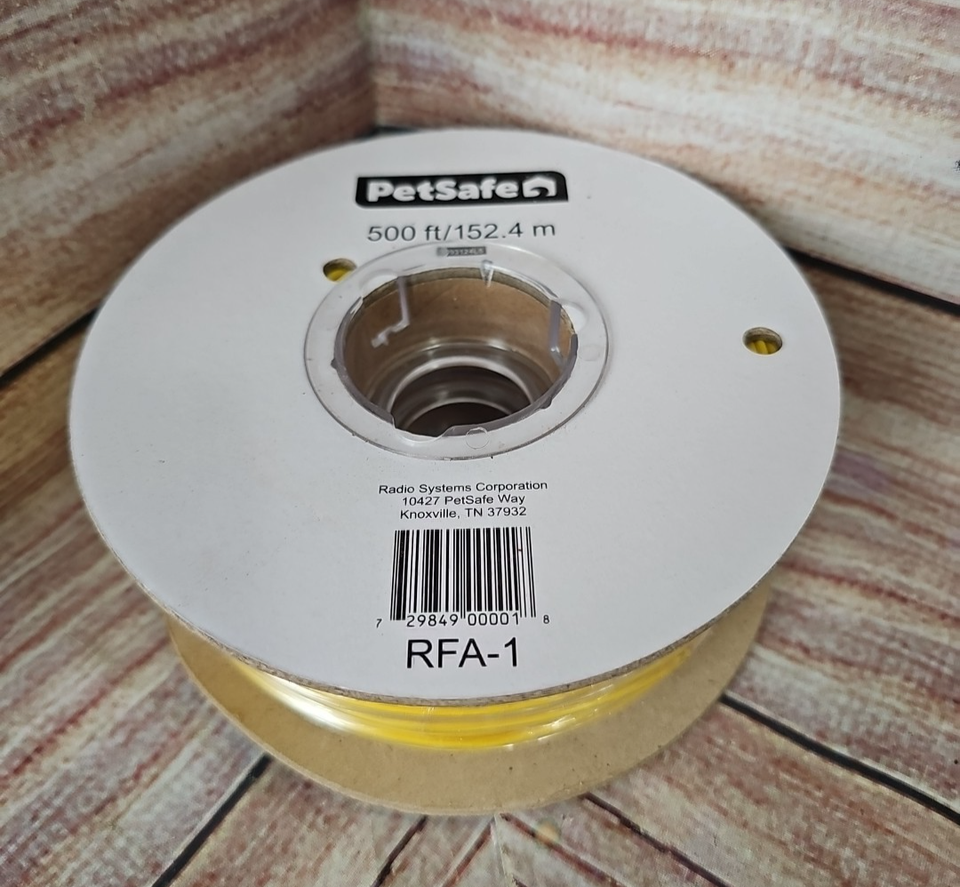 PetSafe
500 ft/152.4 m
Radio Systems Corporation
10427 PetSafe Way
Knoxville, TN 37932
7 29849 00001 8
RFA-1